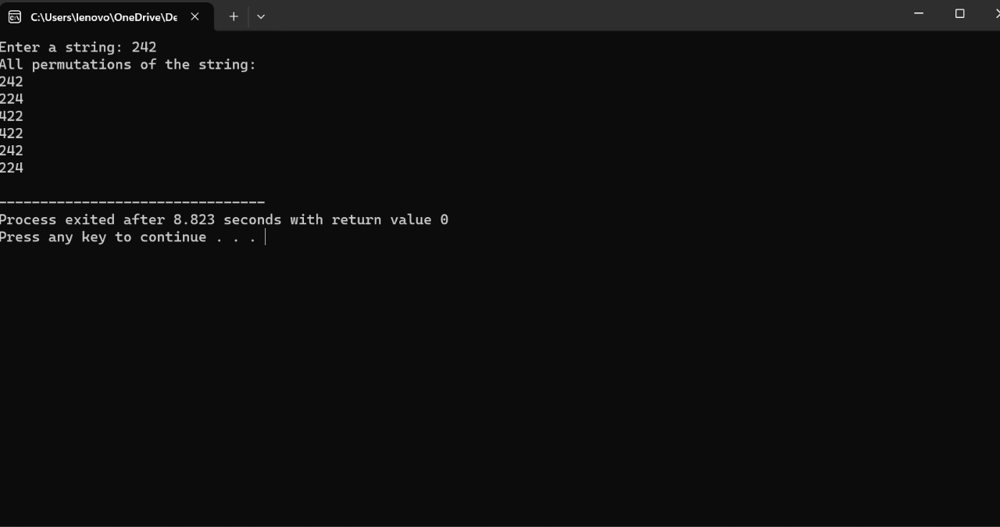 C:\Users\lenovo\OneDrive\De
Enter a string: 242
All permutations of the string:
242
224
422
422
242
224
--------------------------------
Process exited after 8.823 seconds with return value 0
Press any key to continue . . .